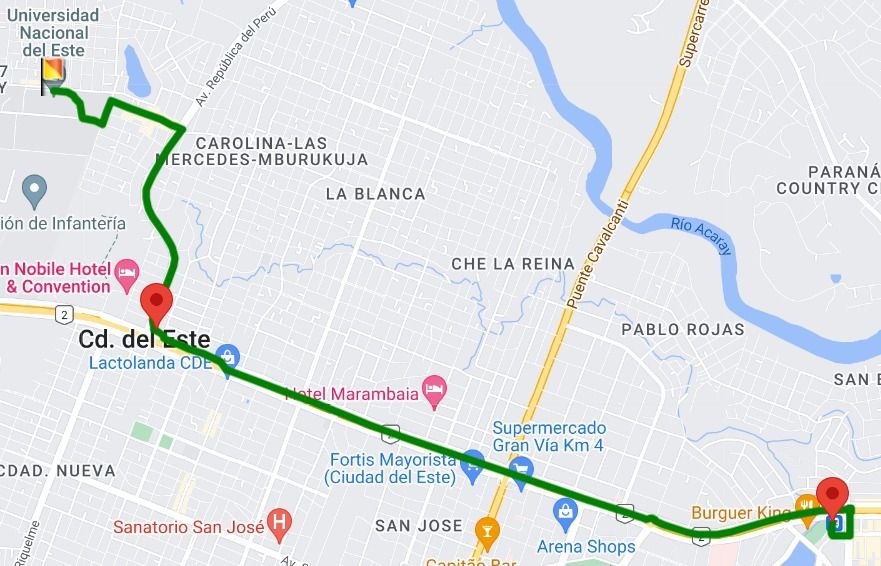 Universidad
Nacional
del Este
Av. República del Perú
Supercarre
7
Y
CAROLINA-LAS
MERCEDES-MBURUKUJA
LA BLANCA
PARANÁ
COUNTRY C
Puente Cavalcanti
Río Acaray
ión de Infantería
CHE LA REINA
n Nobile Hotel
& Convention
2
Cd. del Este
PABLO ROJAS
Lactolanda CDE
SAN
Hotel Marambaia
2
Supermercado
Gran Vía Km 4
Fortis Mayorista
(Ciudad del Este)
CDAD. NUEVA
Riquelme
Sanatorio San José
H
SAN JOSE
2
Burguer King
2
Arena Shops
Av. S
Capitão Bar